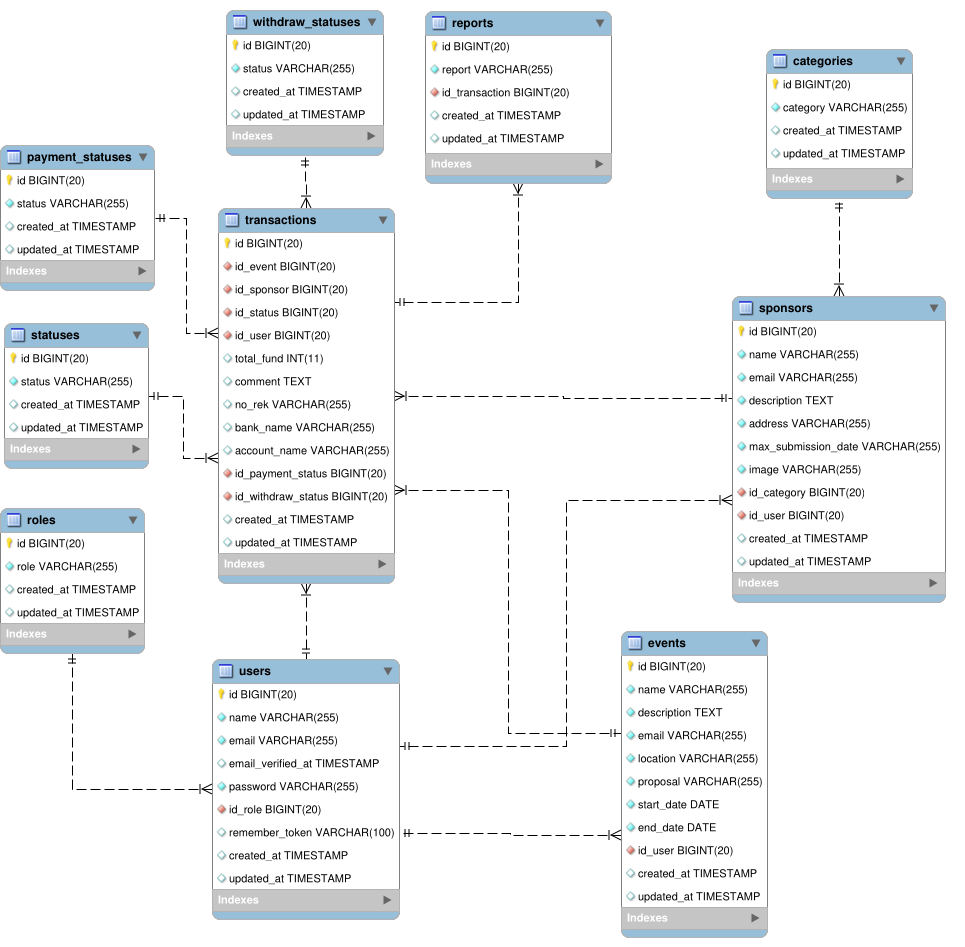 withdraw_statuses
id BIGINT(20)
status VARCHAR(255)
created_at TIMESTAMP
updated_at TIMESTAMP
Indexes
reports
id BIGINT(20)
report VARCHAR(255)
id_transaction BIGINT(20)
created_at TIMESTAMP
updated_at TIMESTAMP
Indexes
categories
id BIGINT(20)
category VARCHAR(255)
created_at TIMESTAMP
updated_at TIMESTAMP
Indexes
payment_statuses
id BIGINT(20)
status VARCHAR(255)
created_at TIMESTAMP
updated_at TIMESTAMP
Indexes
transactions
id BIGINT(20)
id_event BIGINT(20)
id_sponsor BIGINT(20)
id_status BIGINT(20)
id_user BIGINT(20)
total_fund INT(11)
comment TEXT
no_rek VARCHAR(255)
bank_name VARCHAR(255)
account_name VARCHAR(255)
id_payment_status BIGINT(20)
id_withdraw_status BIGINT(20)
created_at TIMESTAMP
updated_at TIMESTAMP
Indexes
sponsors
id BIGINT(20)
name VARCHAR(255)
email VARCHAR(255)
description TEXT
address VARCHAR(255)
max_submission_date VARCHAR(255)
image VARCHAR(255)
id_category BIGINT(20)
id_user BIGINT(20)
created_at TIMESTAMP
updated_at TIMESTAMP
Indexes
statuses
id BIGINT(20)
status VARCHAR(255)
created_at TIMESTAMP
updated_at TIMESTAMP
Indexes
roles
id BIGINT(20)
role VARCHAR(255)
created_at TIMESTAMP
updated_at TIMESTAMP
Indexes
users
id BIGINT(20)
name VARCHAR(255)
email VARCHAR(255)
email_verified_at TIMESTAMP
password VARCHAR(255)
id_role BIGINT(20)
remember_token VARCHAR(100)
created_at TIMESTAMP
updated_at TIMESTAMP
Indexes
events
id BIGINT(20)
name VARCHAR(255)
description TEXT
email VARCHAR(255)
location VARCHAR(255)
proposal VARCHAR(255)
start_date DATE
end_date DATE
id_user BIGINT(20)
created_at TIMESTAMP
updated_at TIMESTAMP
Indexes